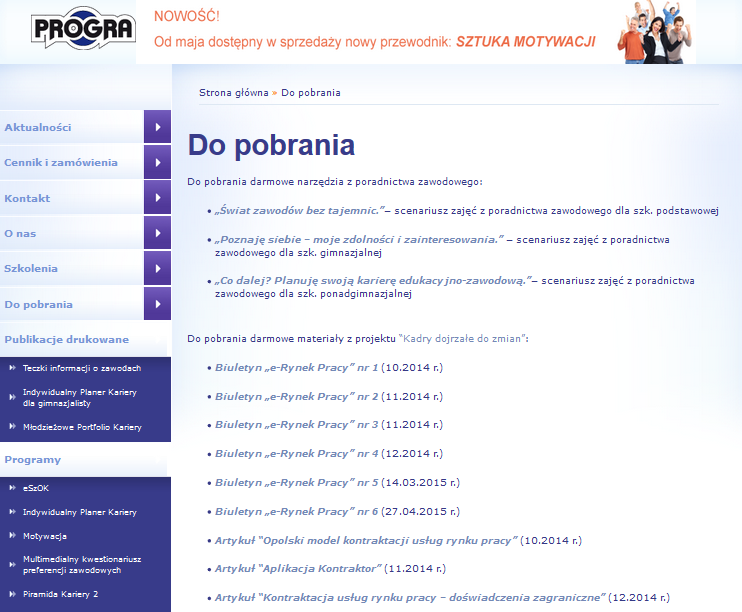 PROGRA
NOWOŚĆ!
Od maja dostępny w sprzedaży nowy przewodnik: SZTUKA MOTYWACJI
Strona główna » Do pobrania
Aktualności
Cennik i zamówienia
Kontakt
O nas
Szkolenia
Do pobrania
Publikacje drukowane
Teczki informacji o zawodach
Indywidualny Planer Kariery
dla gimnazjalisty
Młodzieżowe Portfolio Kariery
Programy
eSzOK
Indywidualny Planer Kariery
Motywacja
Multimedialny kwestionariusz
preferencji zawodowych
Piramida Kariery 2
Do pobrania
Do pobrania darmowe narzędzia z poradnictwa zawodowego:
• „Świat zawodów bez tajemnic.”– scenariusz zajęć z poradnictwa zawodowego dla szk. podstawowej
• „Poznaję siebie – moje zdolności i zainteresowania.” – scenariusz zajęć z poradnictwa
zawodowego dla szk. gimnazjalnej
• „Co dalej? Planuję swoją karierę edukacyjno-zawodową.”– scenariusz zajęć z poradnictwa
zawodowego dla szk. ponadgimnazjalnej
Do pobrania darmowe materiały z projektu “Kadry dojrzałe do zmian”:
• Biuletyn „e-Rynek Pracy” nr 1 (10.2014 r.)
• Biuletyn „e-Rynek Pracy” nr 2 (11.2014 r.)
• Biuletyn „e-Rynek Pracy” nr 3 (11.2014 r.)
• Biuletyn „e-Rynek Pracy” nr 4 (12.2014 r.)
• Biuletyn „e-Rynek Pracy” nr 5 (14.03.2015 r.)
• Biuletyn „e-Rynek Pracy” nr 6 (27.04.2015 r.)
• Artykuł “Opolski model kontraktacji usług rynku pracy” (10.2014 r.)
• Artykuł “Aplikacja Kontraktor” (11.2014 r.)
• Artykuł “Kontraktacja usług rynku pracy – doświadczenia zagraniczne” (12.2014 r.)